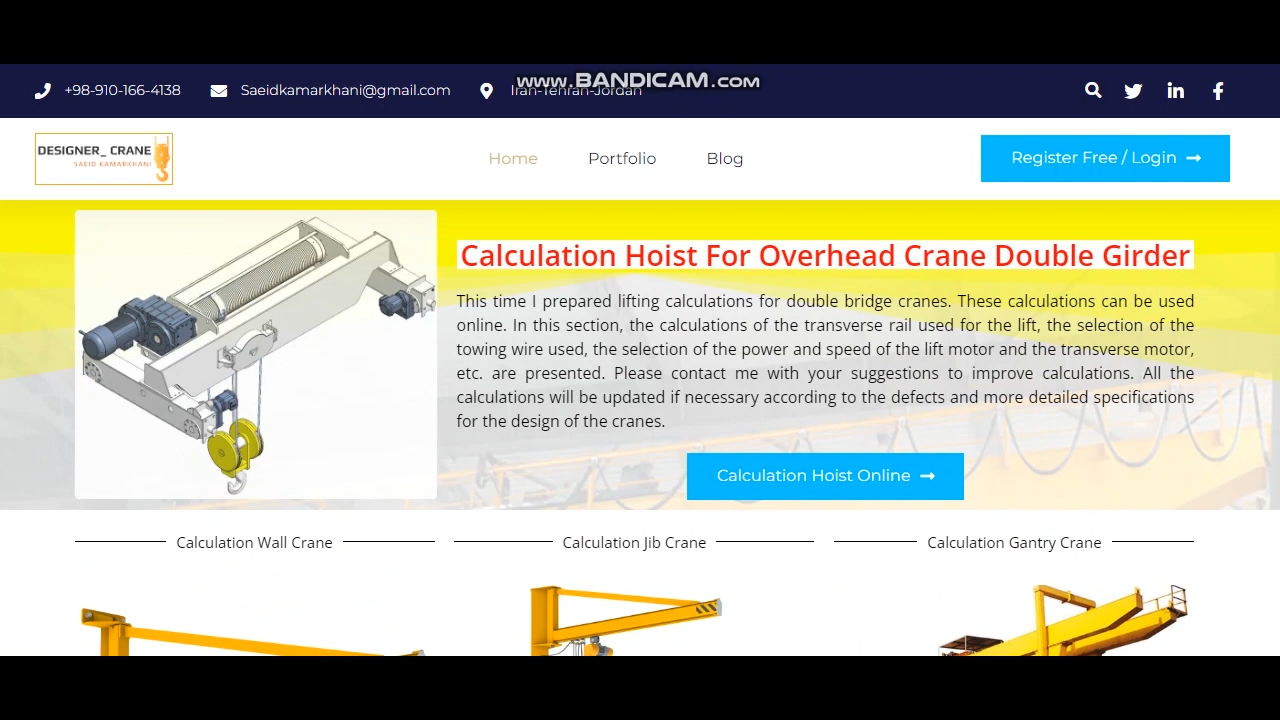 www.BANDICAM.com
+98-910-166-4138
Saeidkamarkhani@gmail.com
Iran-Tehran-Jordan
DESIGNER_ CRANE
SAEID KAMARKHANI
Home
Portfolio
Blog
Register Free / Login
Calculation Hoist For Overhead Crane Double Girder
This time I prepared lifting calculations for double bridge cranes. These calculations can be used
online. In this section, the calculations of the transverse rail used for the lift, the selection of the
towing wire used, the selection of the power and speed of the lift motor and the transverse motor,
etc. are presented. Please contact me with your suggestions to improve calculations. All the
calculations will be updated if necessary according to the defects and more detailed specifications
for the design of the cranes.
Calculation Hoist Online
Calculation Wall Crane
Calculation Jib Crane
Calculation Gantry Crane